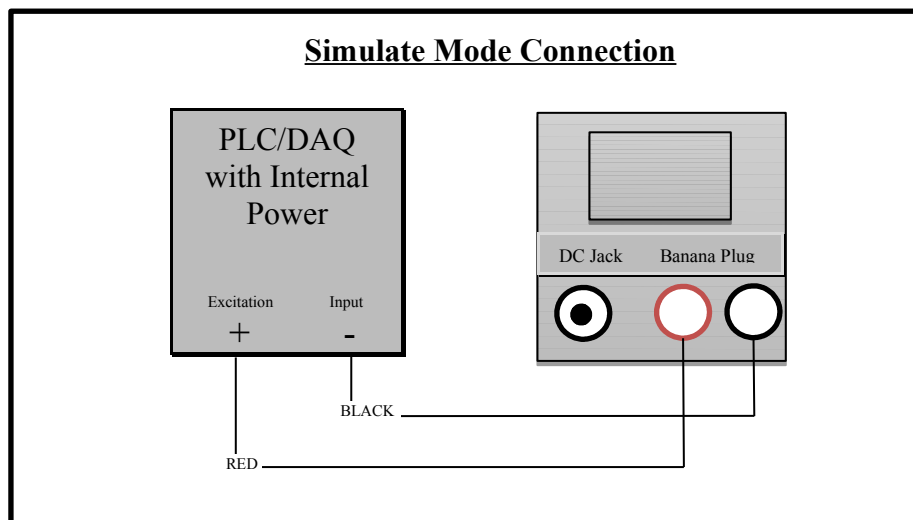 Simulate Mode Connection
PLC/DAQ
with Internal
Power
Excitation Input
+ -
DC Jack Banana Plug
BLACK
RED